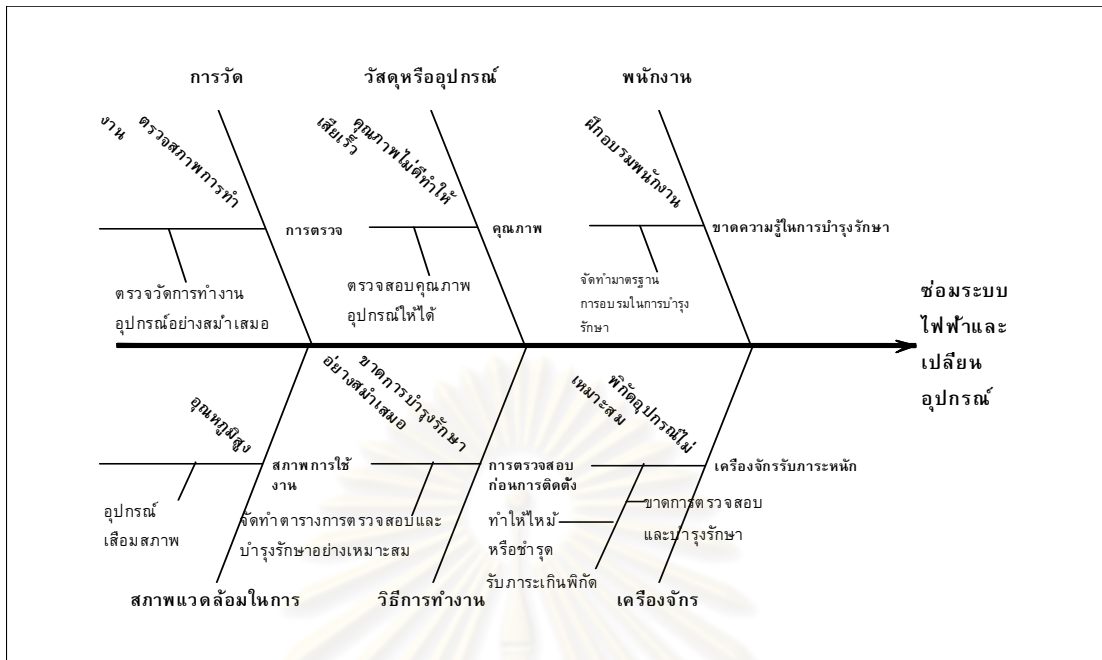 การวัด
วัสดุหรืออุปกรณ์
พนักงาน
ตรวจสภาพการทำ
งาน
คุณภาพไม่ดีทำให้
เสียเร็ว
ฝึกอบรมพนักงาน
การตรวจ
คุณภาพ
ขาดความรู้ในการบำรุงรักษา
ตรวจวัดการทำงาน
อุปกรณ์อย่างสม่ำเสมอ
ตรวจสอบคุณภาพ
อุปกรณ์ให้ได้
จัดทำมาตรฐาน
การอบรมในการบำรุง
รักษา
ซ่อมระบบ
ไฟฟ้าและ
เปลี่ยน
อุปกรณ์
อุณหภูมิสูง
ขาดการบำรุงรักษา
อย่างสม่ำเสมอ
พิกัดอุปกรณ์ไม่
เหมาะสม
สภาพการใช้
งาน
การตรวจสอบ
ก่อนการติดตั้ง
เครื่องจักรรับภาระหนัก
อุปกรณ์
เสื่อมสภาพ
จัดทำตารางการตรวจสอบและ
บำรุงรักษาอย่างเหมาะสม
ทำให้ไหม้
หรือชำรุด
รับภาระเกินพิกัด
ขาดการตรวจสอบ
และบำรุงรักษา
สภาพแวดล้อมในการ
วิธีการทำงาน
เครื่องจักร